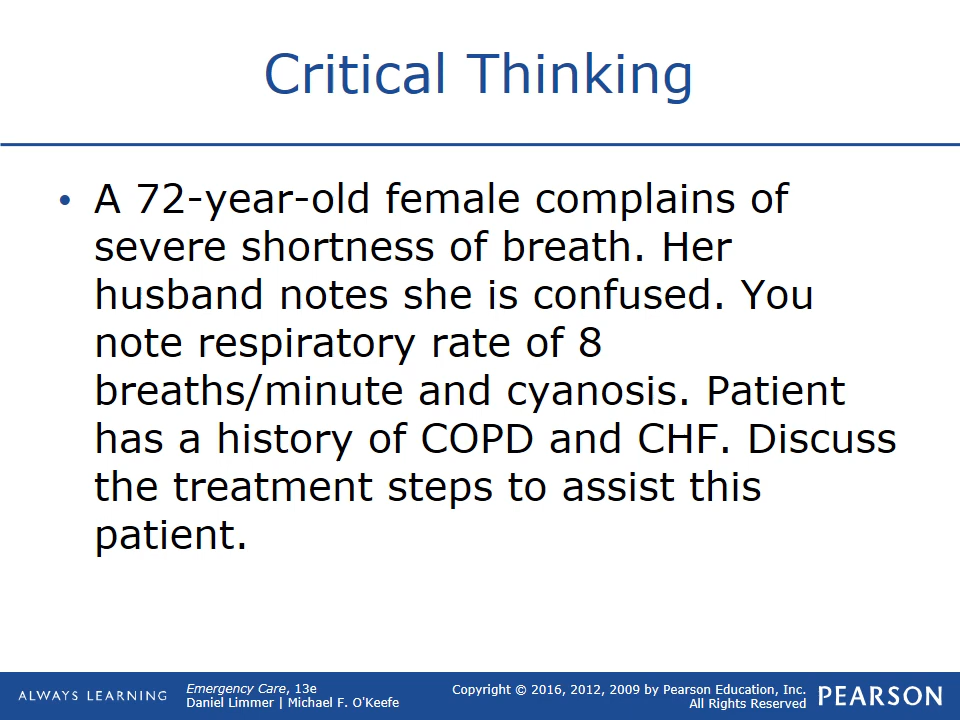 Critical Thinking
• A 72-year-old female complains of
severe shortness of breath. Her
husband notes she is confused. You
note respiratory rate of 8
breaths/minute and cyanosis. Patient
has a history of COPD and CHF. Discuss
the treatment steps to assist this
patient.
ALWAYS LEARNING
Emergency Care, 13e
Daniel Limmer | Michael F. O'Keefe
Copyright © 2016, 2012, 2009 by Pearson Education, Inc.
All Rights Reserved
PEARSON